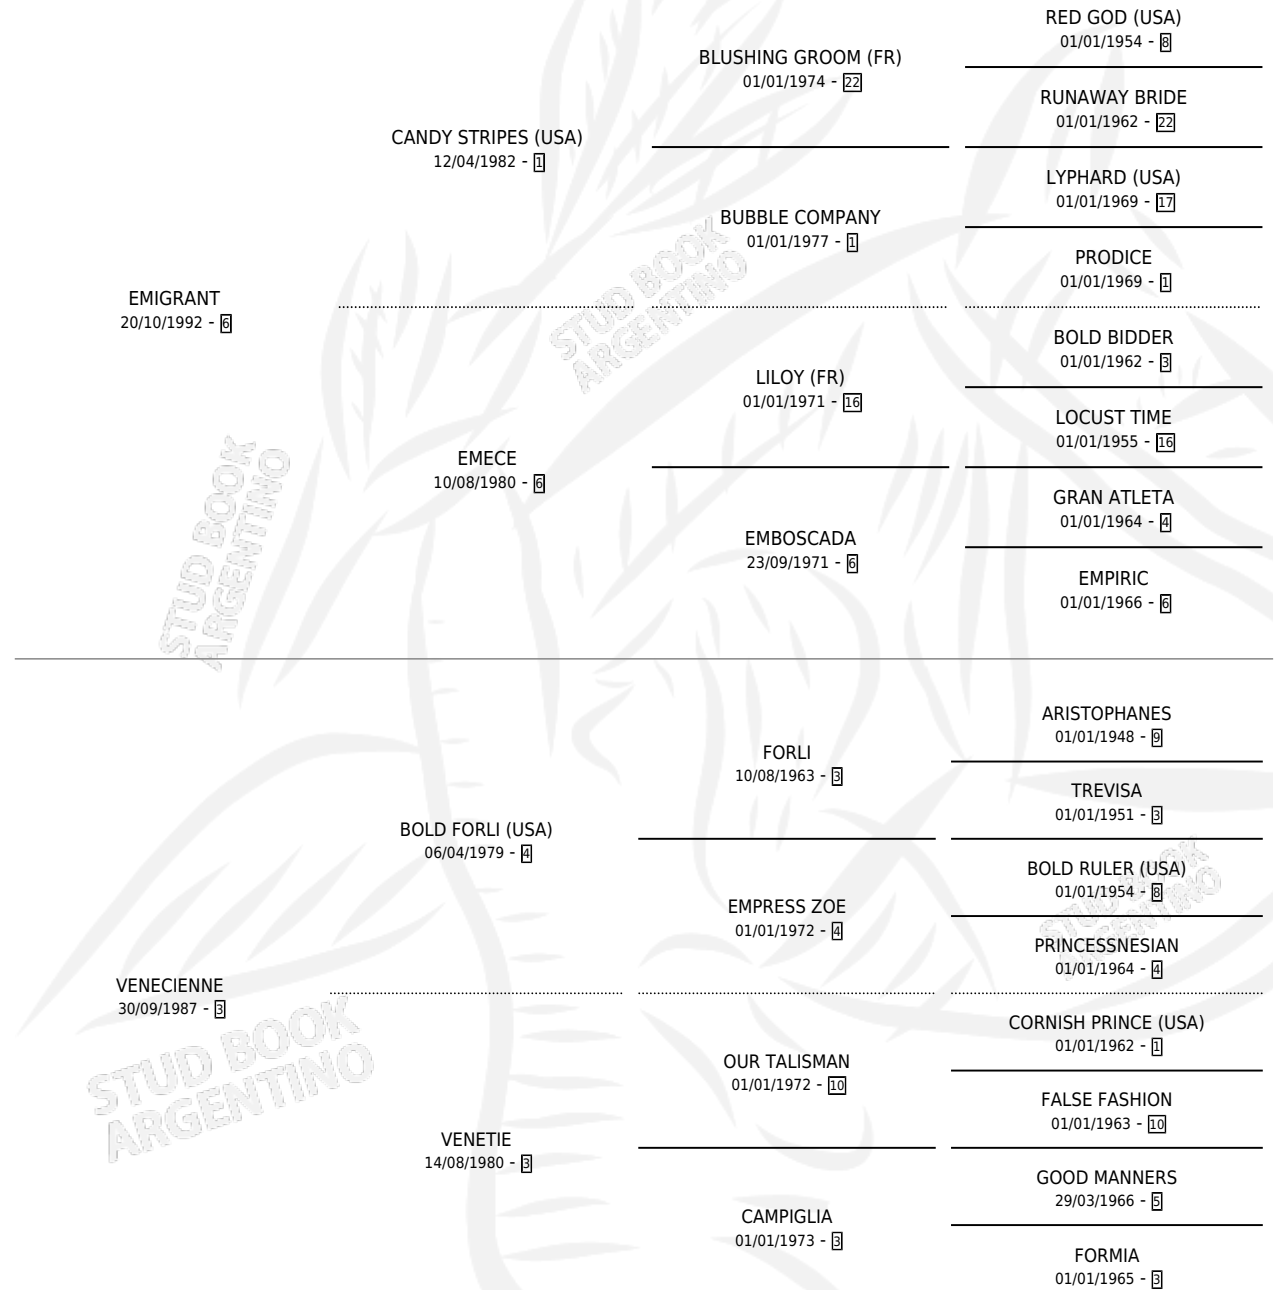 RED GOD (USA)
01/01/1954 - 8
BLUSHING GROOM (FR)
01/01/1974 - 22
RUNAWAY BRIDE
01/01/1962 - 22
CANDY STRIPES (USA)
12/04/1982 - 1
LYPHARD (USA)
01/01/1969 - 17
BUBBLE COMPANY
01/01/1977 - 1
PRODICE
01/01/1969 - 1
EMIGRANT
20/10/1992 - 6
STUD BOOK
ARGENTINO
BOLD BIDDER
01/01/1962 - 3
LILOY (FR)
01/01/1971 - 16
LOCUST TIME
01/01/1955 - 16
EMECE
10/08/1980 - 6
GRAN ATLETA
01/01/1964 - 4
EMBOSCADA
23/09/1971 - 6
EMPIRIC
01/01/1966 - 6
STUD BOOK
ARGENTINO
ARISTOPHANES
01/01/1948 - 9
FORLI
10/08/1963 - 3
TREVISA
01/01/1951 - 3
BOLD FORLI (USA)
06/04/1979 - 4
BOLD RULER (USA)
01/01/1954 - 8
STUD BOOK
ARGENTINO
EMPRESS ZOE
01/01/1972 - 4
PRINCESSNESIAN
01/01/1964 - 4
VENECIENNE
30/09/1987 - 3
STUD BOOK
ARGENTINO
CORNISH PRINCE (USA)
01/01/1962 - 1
OUR TALISMAN
01/01/1972 - 10
FALSE FASHION
01/01/1963 - 10
VENETIE
14/08/1980 - 3
GOOD MANNERS
29/03/1966 - 5
CAMPIGLIA
01/01/1973 - 3
FORMIA
01/01/1965 - 3